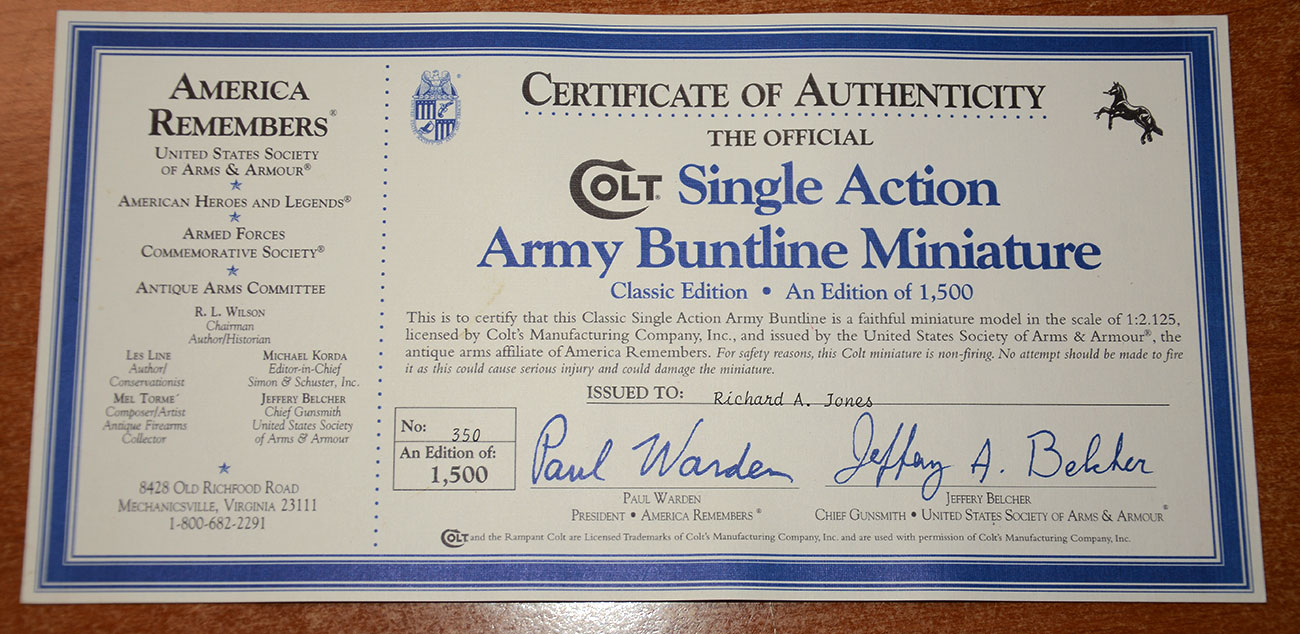 AMERICA
REMEMBERS®
UNITED STATES SOCIETY
OF ARMS & ARMOUR®
AMERICAN HEROES AND LEGENDS®
ARMED FORCES
COMMEMORATIVE SOCIETY®
ANTIQUE ARMS COMMITTEE
R. L. WILSON
Chairman
Author/Historian
LES LINE
Author/
Conservationist
MICHAEL KORDA
Editor-in-Chief
Simon & Schuster, Inc.
MEL TORME´
Composer/Artist
Antique Firearms
Collector
JEFFERY BELCHER
Chief Gunsmith
United States Society
of Arms & Armour
8428 OLD RICHFOOD ROAD
MECHANICSVILLE, VIRGINIA 23111
1-800-682-2291
CERTIFICATE OF AUTHENTICITY
THE OFFICIAL
COLT® Single Action
Army Buntline Miniature
Classic Edition • An Edition of 1,500
This is to certify that this Classic Single Action Army Buntline is a faithful miniature model in the scale of 1:2.125,
licensed by Colt's Manufacturing Company, Inc., and issued by the United States Society of Arms & Armour®, the
antique arms affiliate of America Remembers. For safety reasons, this Colt miniature is non-firing. No attempt should be made to fire
it as this could cause serious injury and could damage the miniature.
ISSUED TO: Richard A. Jones
No: 350
An Edition of:
1,500
Paul Warden
PAUL WARDEN
PRESIDENT • AMERICA REMEMBERS®
Jeffery A. Belcher
JEFFERY BELCHER
CHIEF GUNSMITH • UNITED STATES SOCIETY OF ARMS & ARMOUR®
COLT and the Rampant Colt are Licensed Trademarks of Colt's Manufacturing Company, Inc. and are used with permission of Colt's Manufacturing Company, Inc.